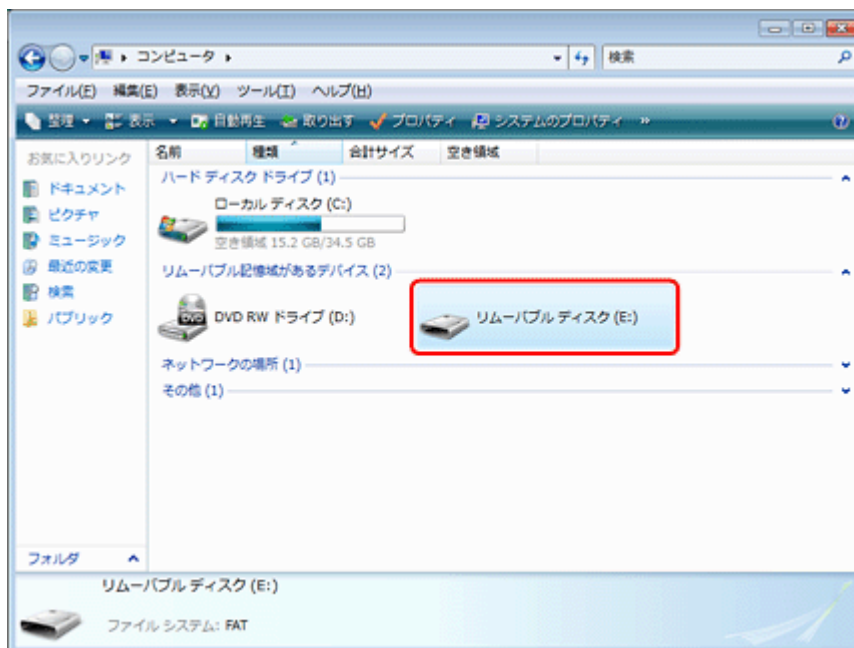 コンピュータ
検索
ファイル(F) 編集(E) 表示(V) ツール(T) ヘルプ(H)
整理 表示 自動再生 取り出す プロパティ システムのプロパティ »
お気に入りリンク
ドキュメント
ピクチャ
ミュージック
最近の変更
検索
パブリック
フォルダ
名前 種類 合計サイズ 空き領域
ハード ディスク ドライブ (1)
ローカル ディスク (C:)
空き領域 15.2 GB/34.5 GB
リムーバブル記憶域があるデバイス (2)
DVD RW ドライブ (D:) リムーバブル ディスク (E:)
ネットワークの場所 (1)
その他 (1)
リムーバブル ディスク (E:)
ファイル システム: FAT